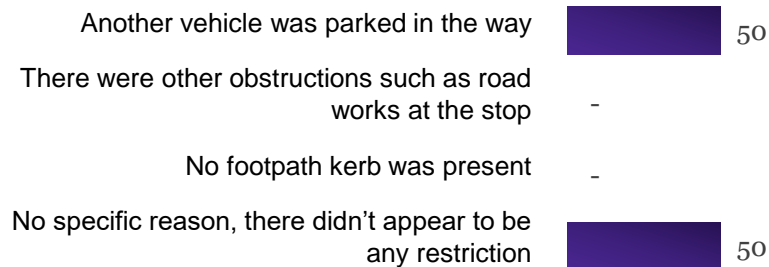 Another vehicle was parked in the way 50
There were other obstructions such as road
works at the stop -
No footpath kerb was present -
No specific reason, there didn’t appear to be
any restriction 50